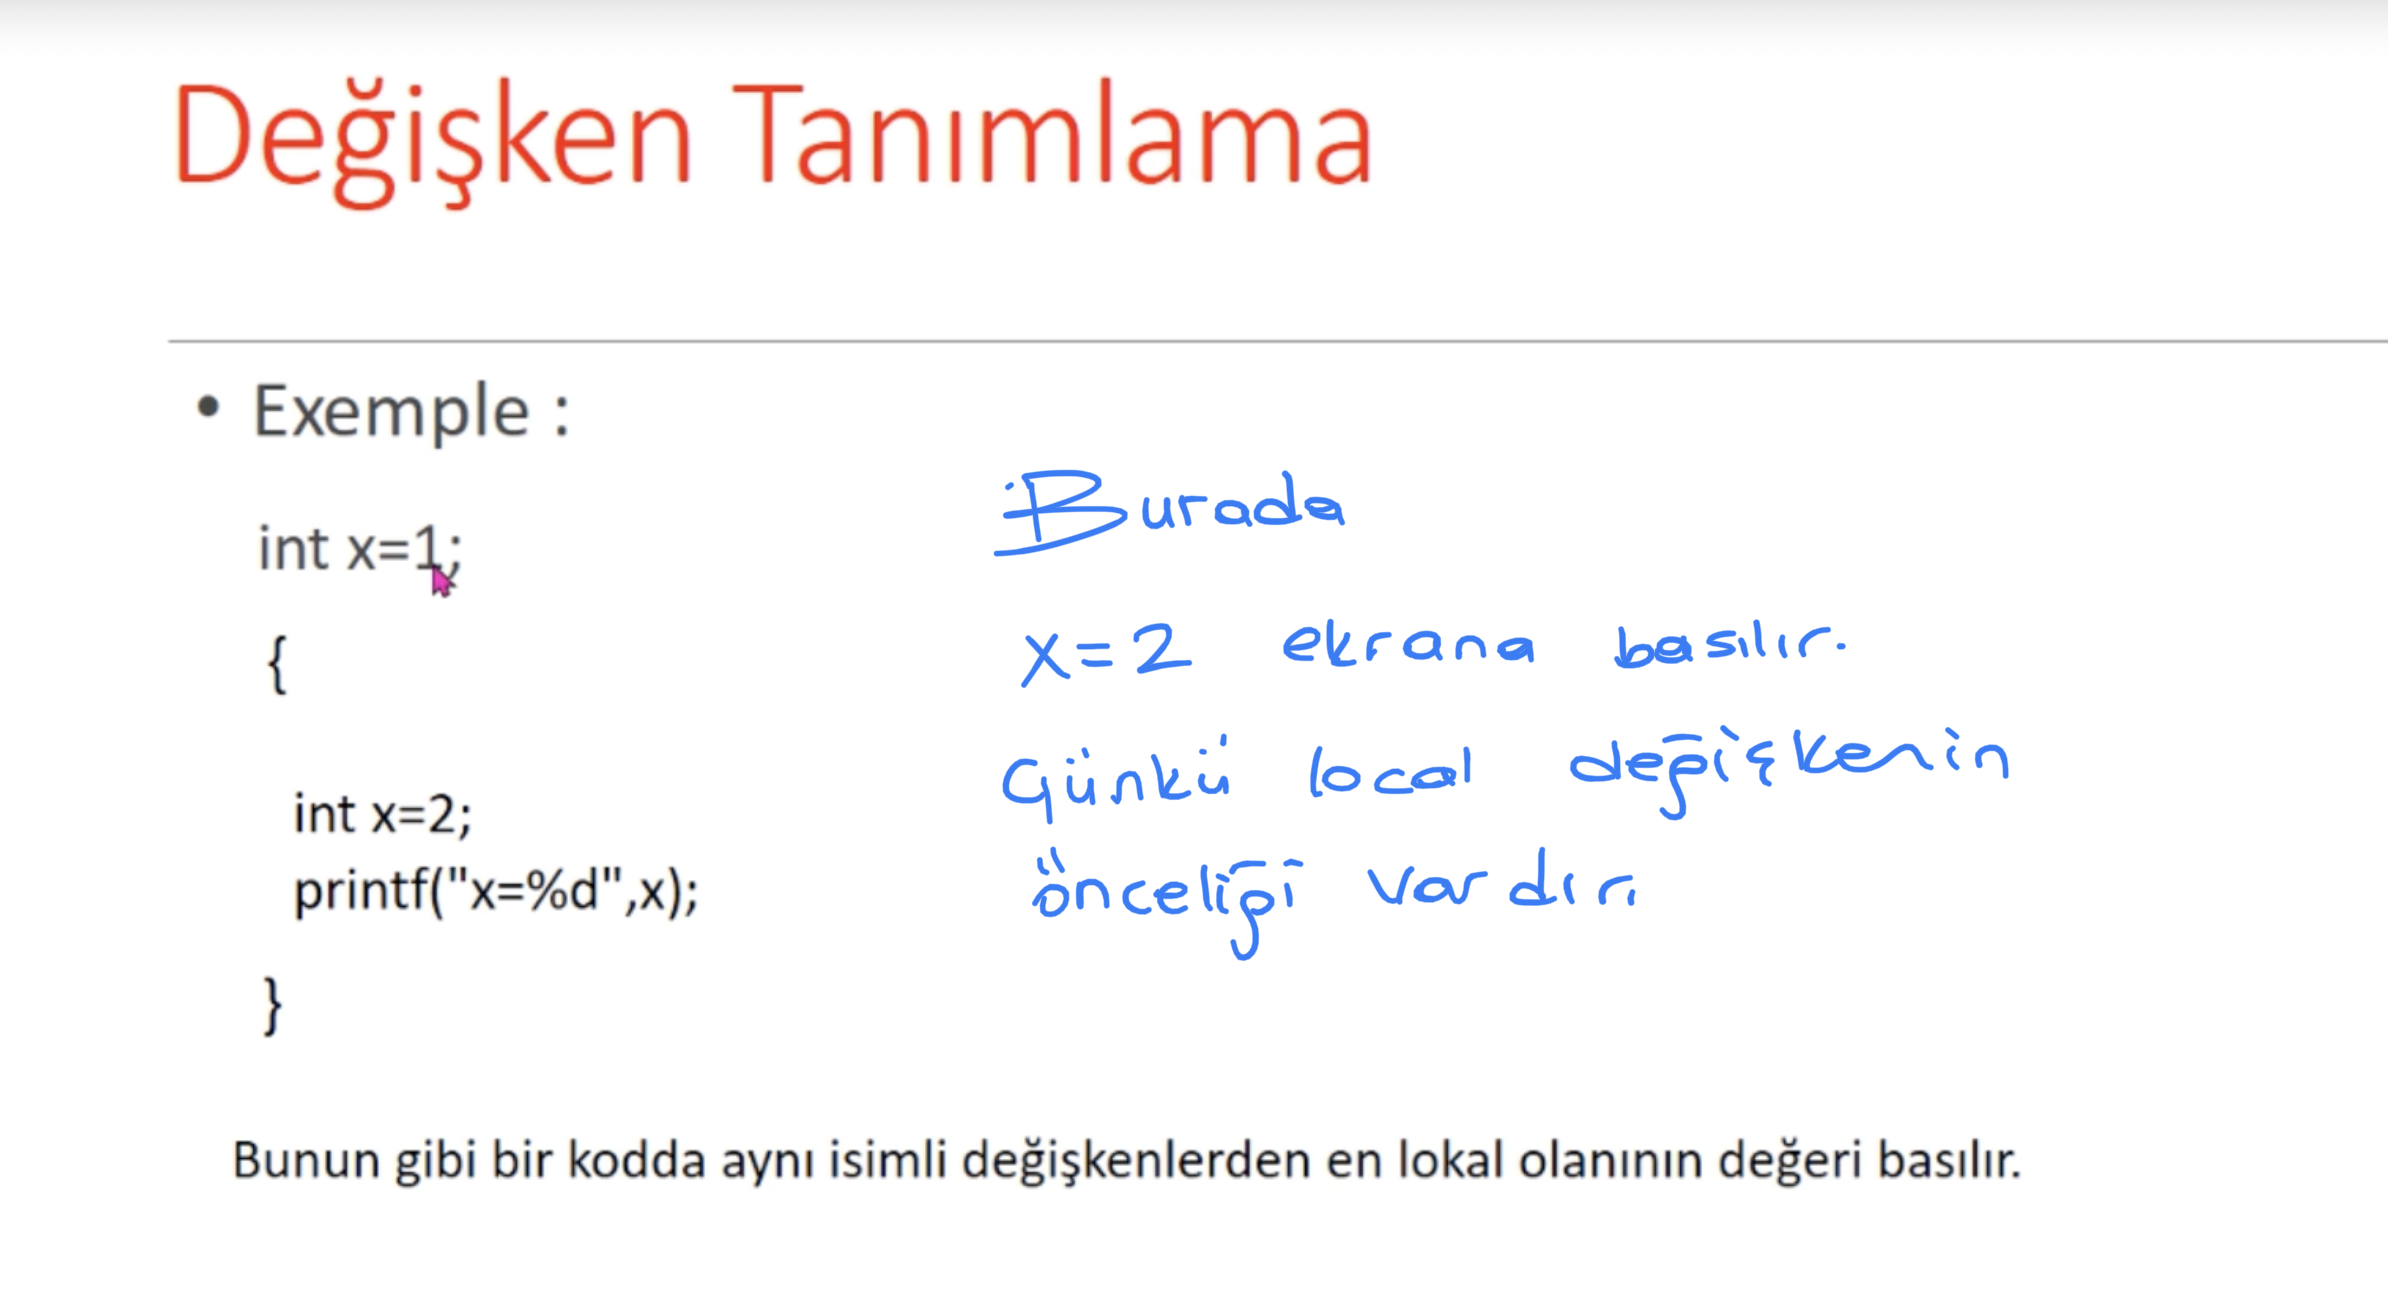 Değişken Tanımlama
• Exemple :
int x=1;
{
int x=2;
printf("x=%d",x);
}
Burada
x=2 ekrana basılır.
Çünkü local değişkenin
önceliği vardır.
Bunun gibi bir kodda aynı isimli değişkenlerden en lokal olanının değeri basılır.